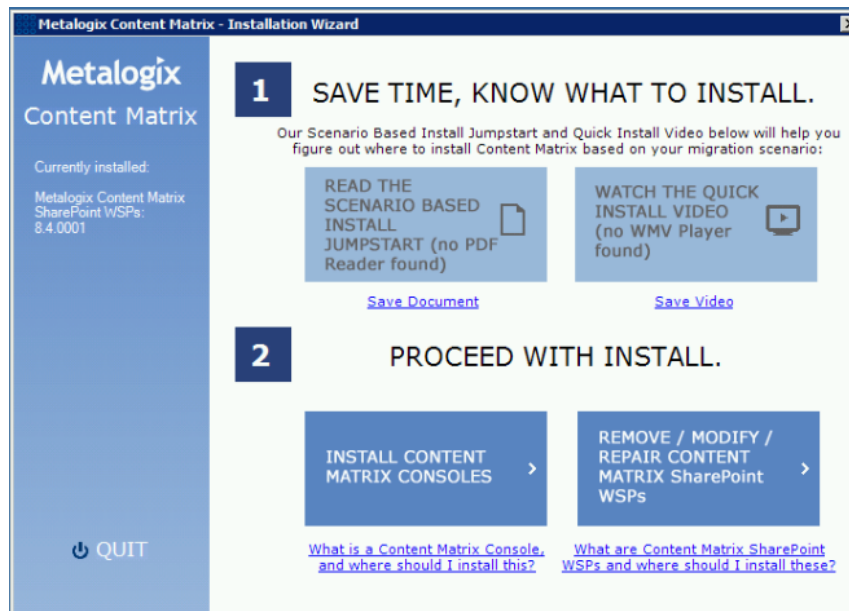 Metalogix Content Matrix - Installation Wizard
Metalogix
Content Matrix
Currently installed:
Metalogix Content Matrix
SharePoint WSPs:
8.4.0001
QUIT
1
SAVE TIME, KNOW WHAT TO INSTALL.
Our Scenario Based Install Jumpstart and Quick Install Video below will help you
figure out where to install Content Matrix based on your migration scenario:
READ THE
SCENARIO BASED
INSTALL
JUMPSTART (no PDF
Reader found)
Save Document
WATCH THE QUICK
INSTALL VIDEO
(no WMV Player
found)
Save Video
2
PROCEED WITH INSTALL.
INSTALL CONTENT
MATRIX CONSOLES
What is a Content Matrix Console,
and where should I install this?
REMOVE / MODIFY /
REPAIR CONTENT
MATRIX SharePoint
WSPs
What are Content Matrix SharePoint
WSPs and where should I install these?